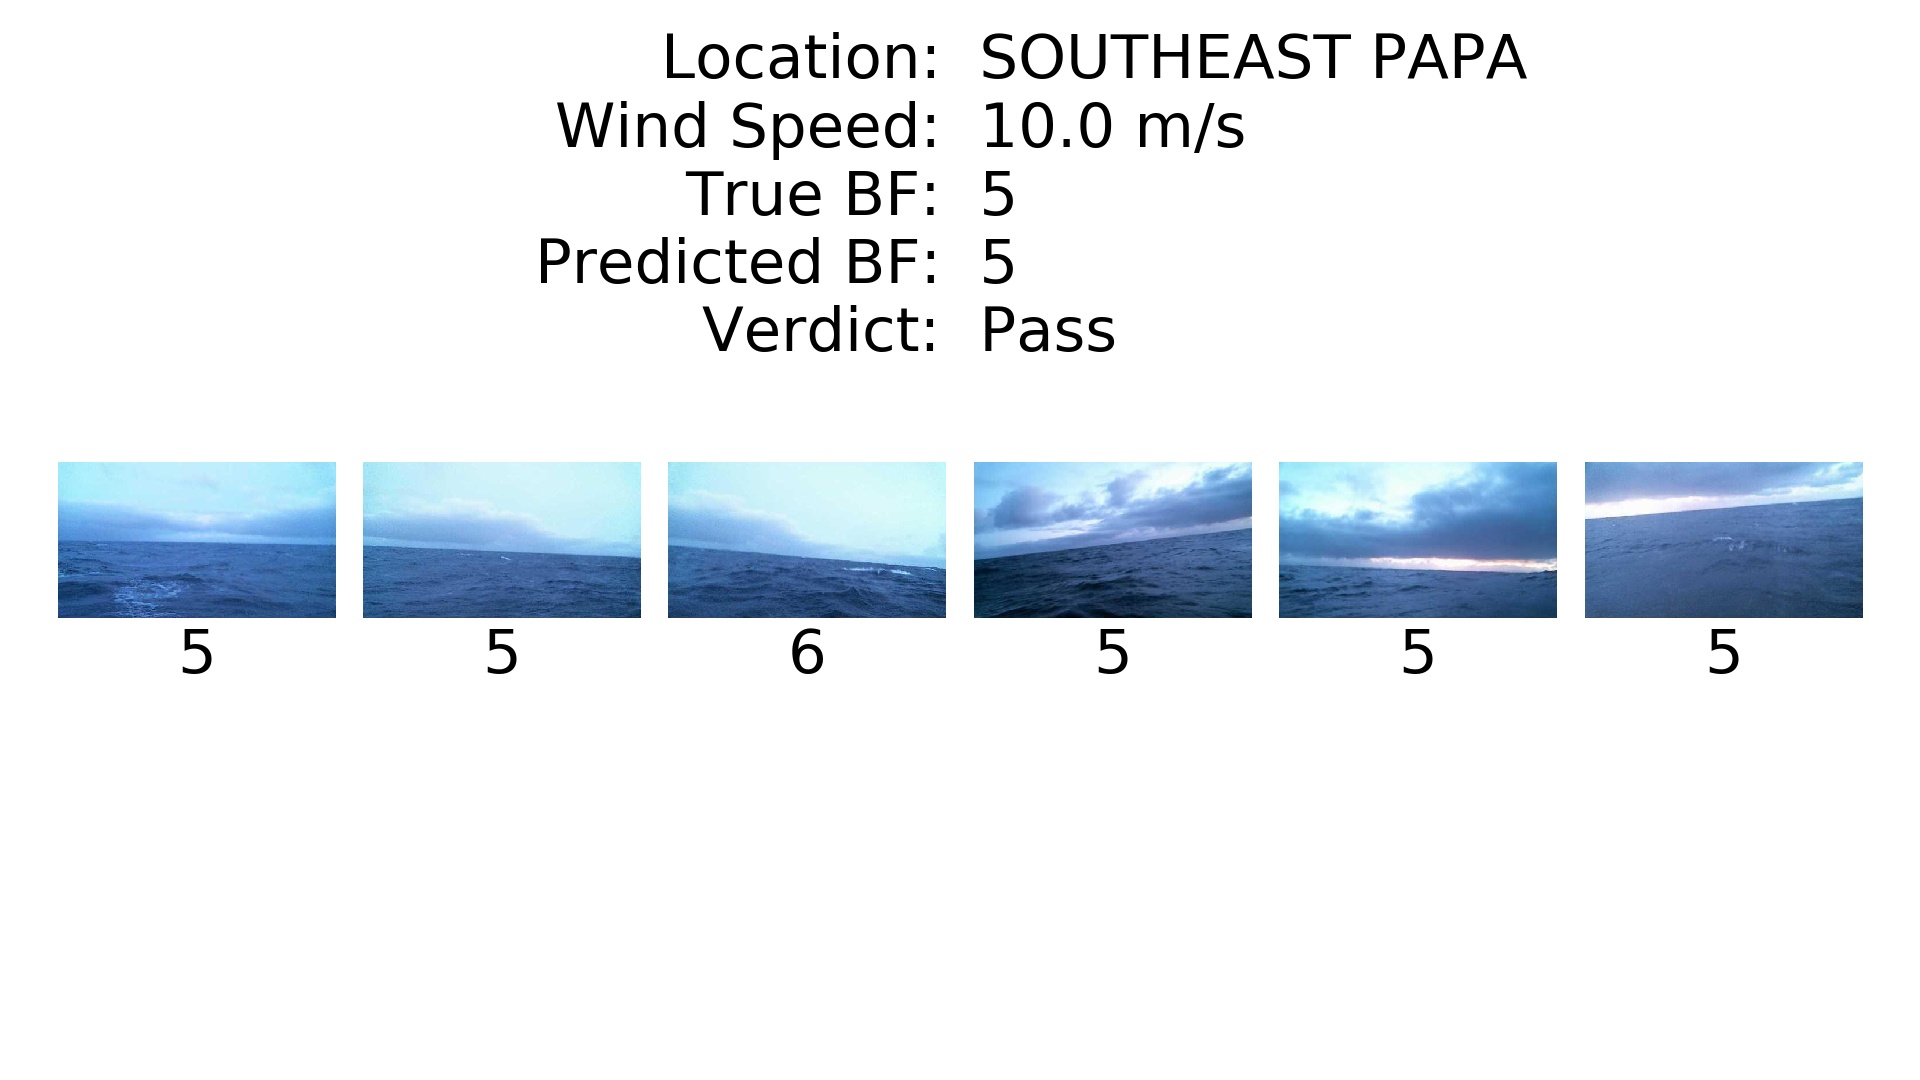 Location: SOUTHEAST PAPA
Wind Speed: 10.0 m/s
True BF: 5
Predicted BF: 5
Verdict: Pass
5 5 6 5 5 5